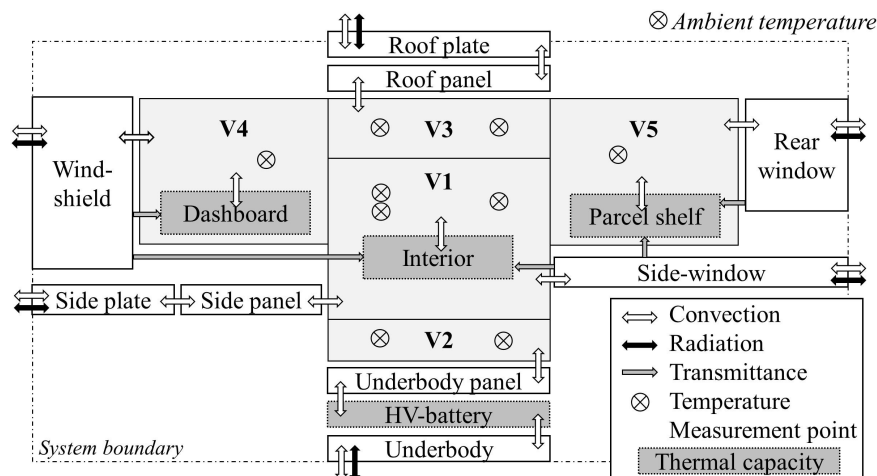 Ambient temperature
Roof plate
Roof panel
V4
V3
V5
Wind-
shield
Rear
window
V1
Dashboard
Parcel shelf
Interior
Side-window
Side plate
Side panel
V2
Underbody panel
HV-battery
Underbody
System boundary
Convection
Radiation
Transmittance
Temperature
Measurement point
Thermal capacity